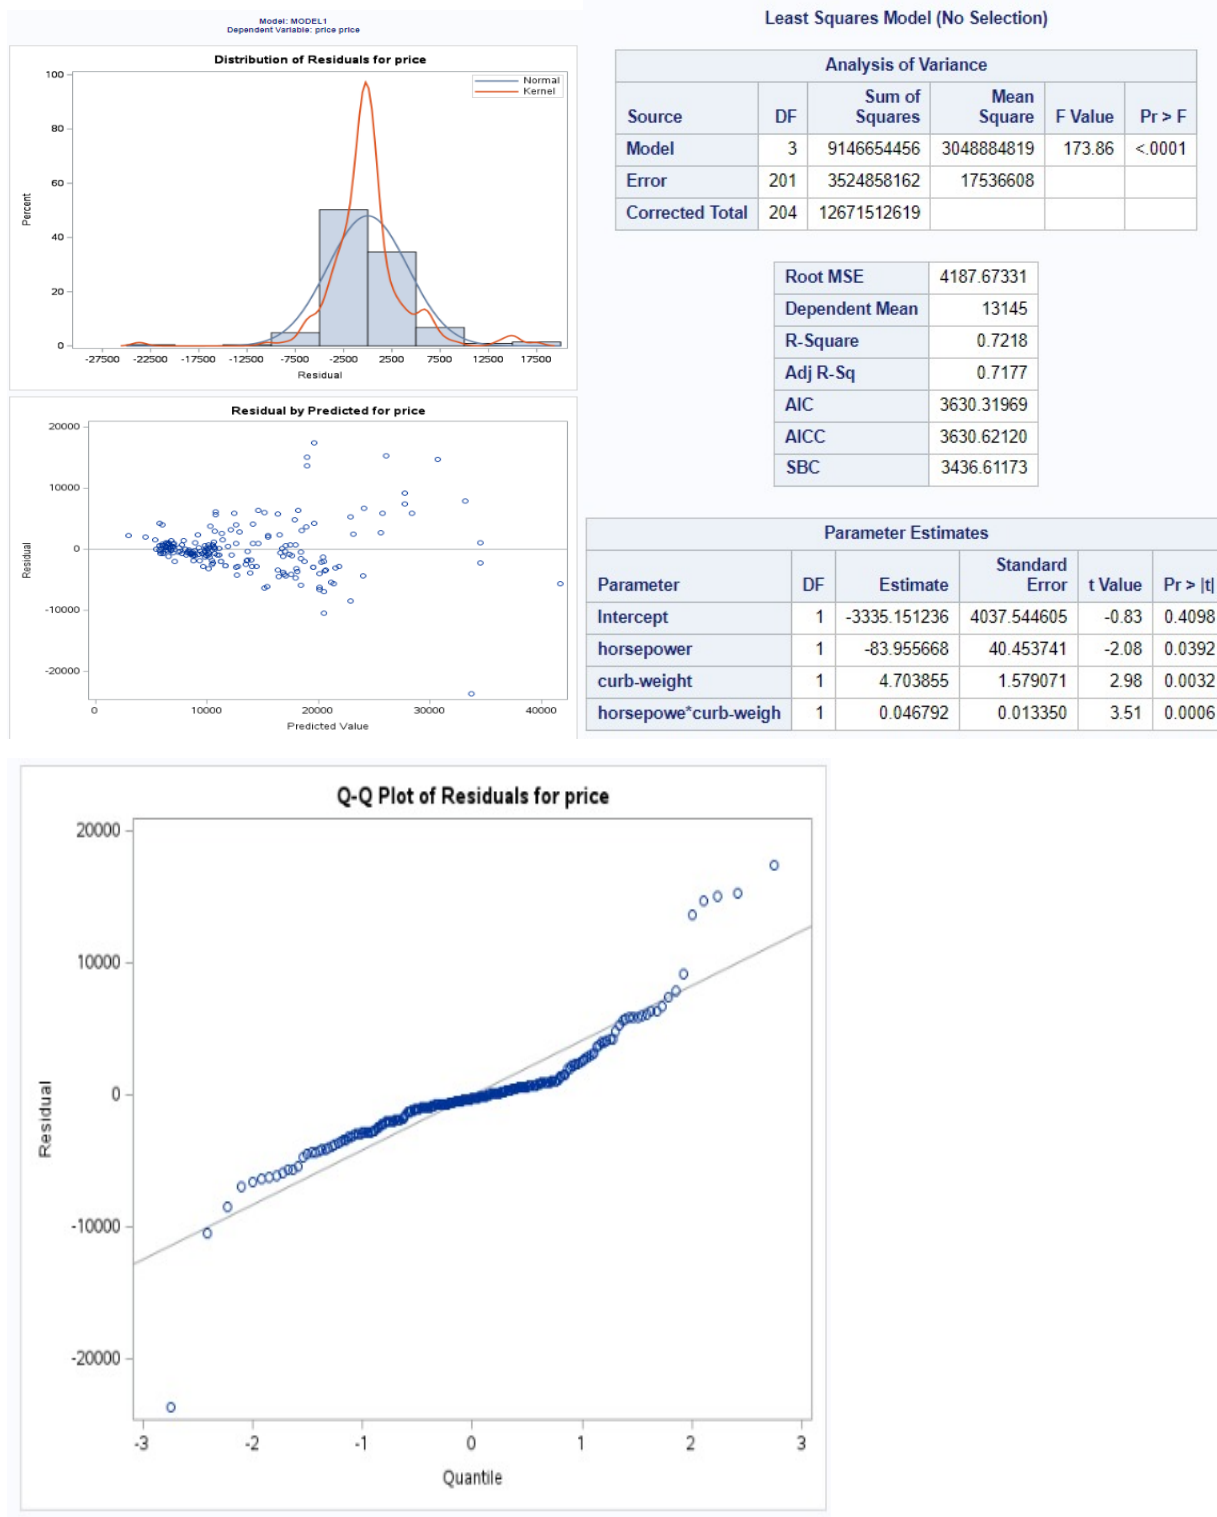 Model: MODEL1
Dependent Variable: price price
Distribution of Residuals for price
Normal
Kernel
100
80
60
40
20
0
Percent
-27500 -22500 -17500 -12500 -7500 -2500 2500 7500 12500 17500
Residual
Residual by Predicted for price
20000
10000
0
-10000
-20000
Residual
0 10000 20000 30000 40000
Predicted Value
Least Squares Model (No Selection)
Analysis of Variance
Source DF Sum of Squares Mean Square F Value Pr > F
Model 3 9146654456 3048884819 173.86 <.0001
Error 201 3524858162 17536608
Corrected Total 204 12671512619
Root MSE 4187.67331
Dependent Mean 13145
R-Square 0.7218
Adj R-Sq 0.7177
AIC 3630.31969
AICC 3630.62120
SBC 3436.61173
Parameter Estimates
Parameter DF Estimate Standard Error t Value Pr > |t|
Intercept 1 -3335.151236 4037.544605 -0.83 0.4098
horsepower 1 -83.955668 40.453741 -2.08 0.0392
curb-weight 1 4.703855 1.579071 2.98 0.0032
horsepowe*curb-weigh 1 0.046792 0.013350 3.51 0.0006
Q-Q Plot of Residuals for price
20000
10000
0
-10000
-20000
Residual
-3 -2 -1 0 1 2 3
Quantile